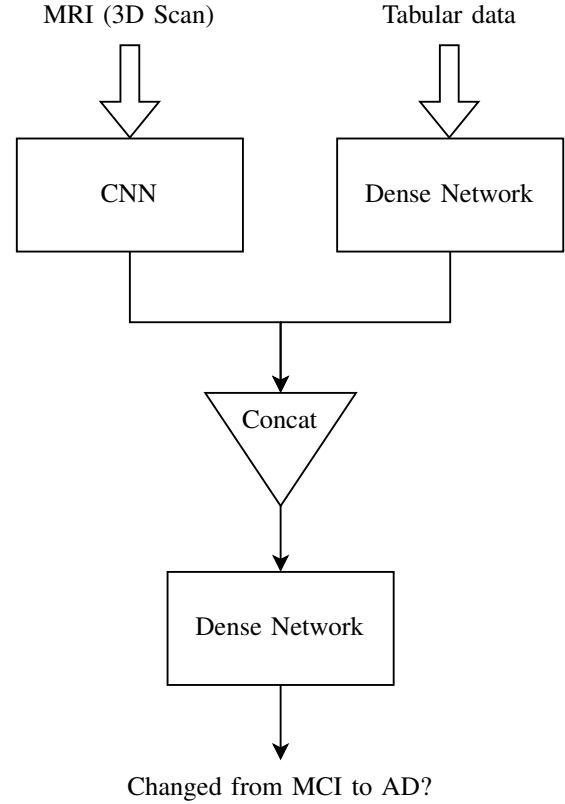 MRI (3D Scan)
Tabular data
CNN
Dense Network
Concat
Dense Network
Changed from MCI to AD?